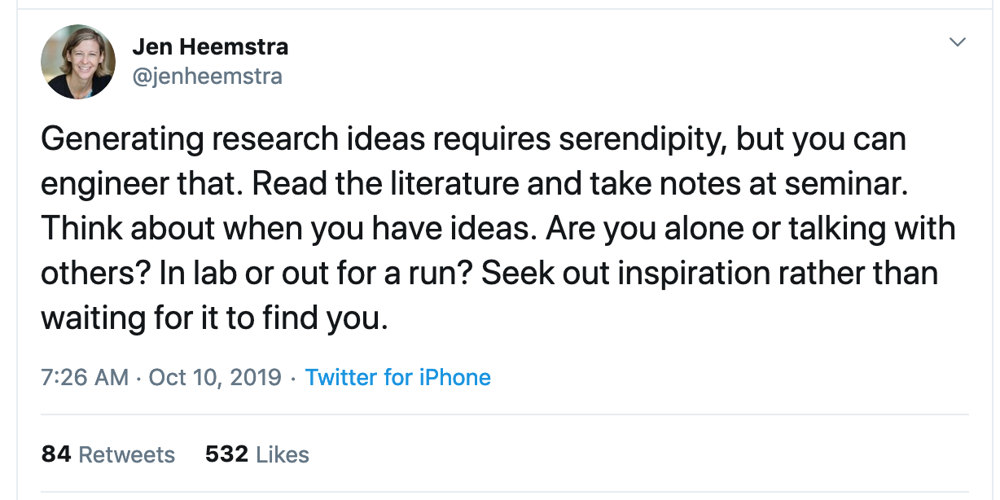 Jen Heemstra
@jenheemstra
Generating research ideas requires serendipity, but you can
engineer that. Read the literature and take notes at seminar.
Think about when you have ideas. Are you alone or talking with
others? In lab or out for a run? Seek out inspiration rather than
waiting for it to find you.
7:26 AM · Oct 10, 2019 · Twitter for iPhone
84 Retweets 532 Likes